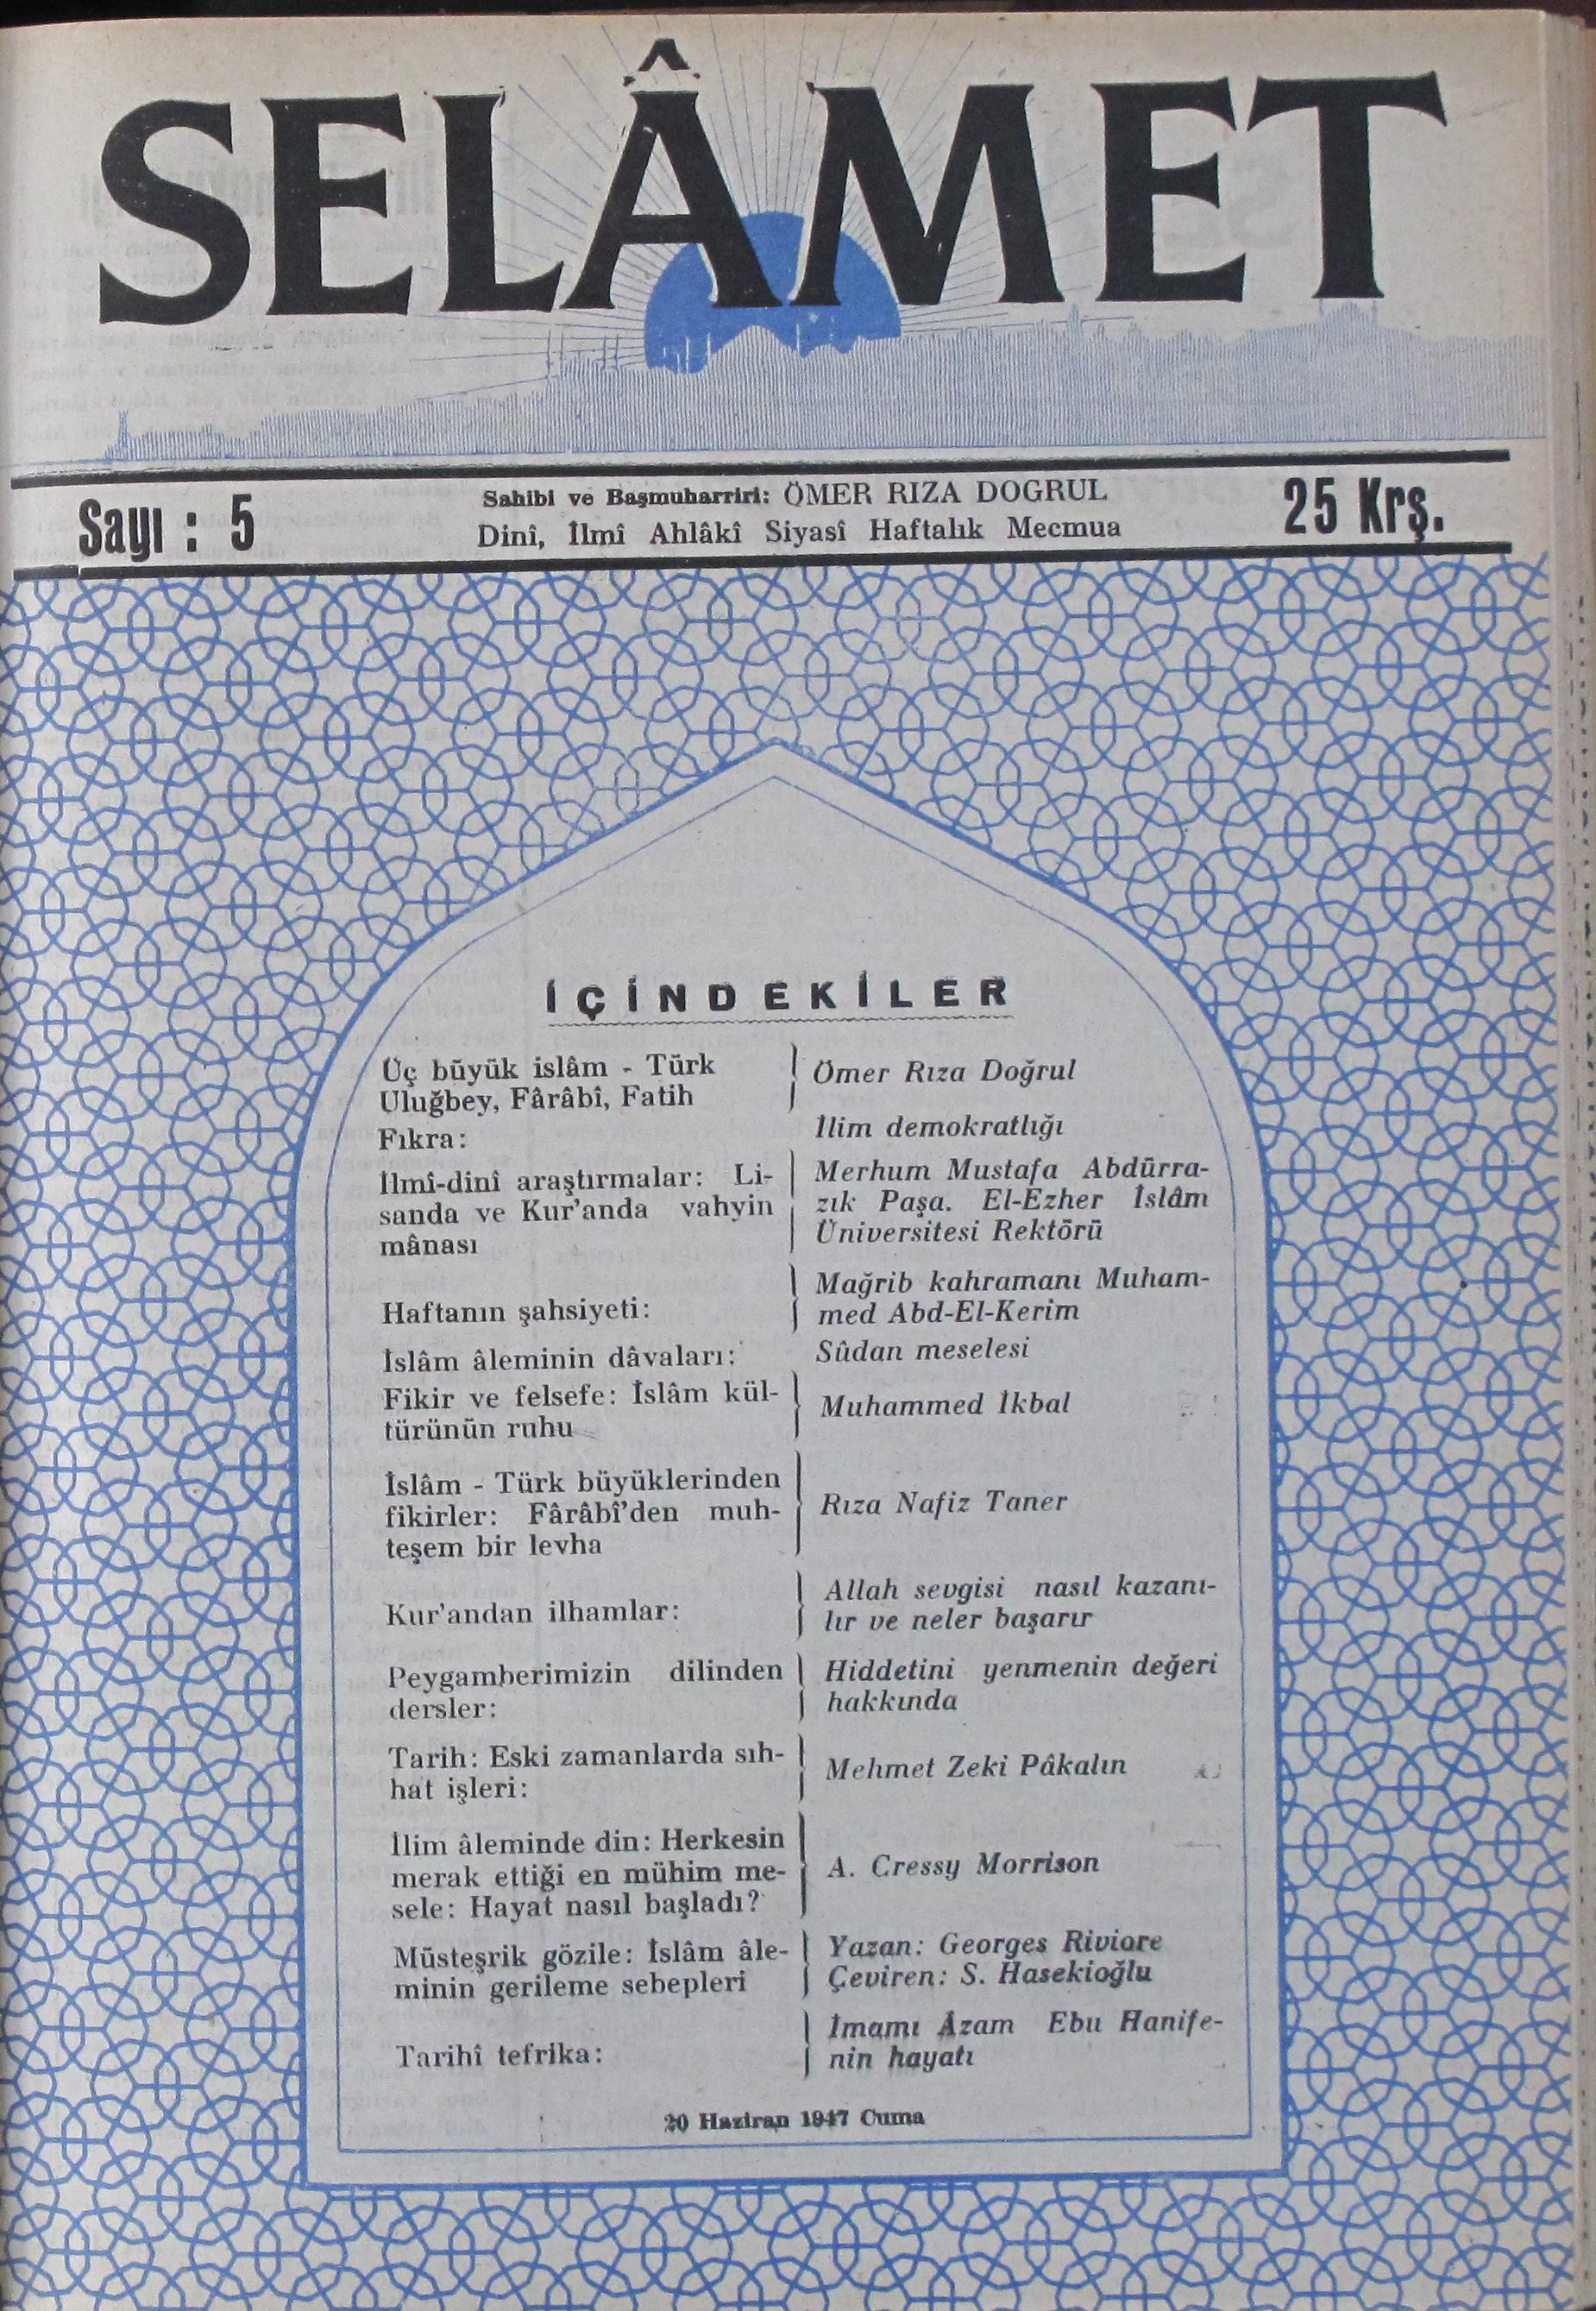 SELÂMET
Sayı : 5
Sahibi ve Başmuharriri: ÖMER RIZA DOGRUL
Dinî, İlmî Ahlâkî Siyasî Haftalık Mecmua
25 Krş.
İÇİNDEKİLER
Üç büyük islâm - Türk
Uluğbey, Fârâbî, Fatih
Ömer Rıza Doğrul
Fıkra:
İlim demokratlığı
İlmî-dinî araştırmalar: Li-
sanda ve Kur'anda vahyin
mânası
Merhum Mustafa Abdürra-
zık Paşa. El-Ezher İslâm
Üniversitesi Rektörü
Haftanın şahsiyeti:
Mağrib kahramanı Muham-
med Abd-El-Kerim
İslâm âleminin dâvaları:
Sûdan meselesi
Fikir ve felsefe: İslâm kül-
türünün ruhu
Muhammed İkbal
İslâm - Türk büyüklerinden
fikirler: Fârâbî'den muh-
teşem bir levha
Rıza Nafiz Taner
Kur'andan ilhamlar:
Allah sevgisi nasıl kazanı-
lır ve neler başarır
Peygamberimizin dilinden
dersler:
Hiddetini yenmenin değeri
hakkında
Tarih: Eski zamanlarda sıh-
hat işleri:
Mehmet Zeki Pâkalın
İlim âleminde din: Herkesin
merak ettiği en mühim me-
sele: Hayat nasıl başladı?
A. Cressy Morrison
Müsteşrik gözile: İslâm âle-
minin gerileme sebepleri
Yazan: Georges Riviore
Çeviren: S. Hasekioğlu
Tarihî tefrika:
İmamı Âzam Ebu Hanife-
nin hayatı
20 Haziran 1947 Cuma